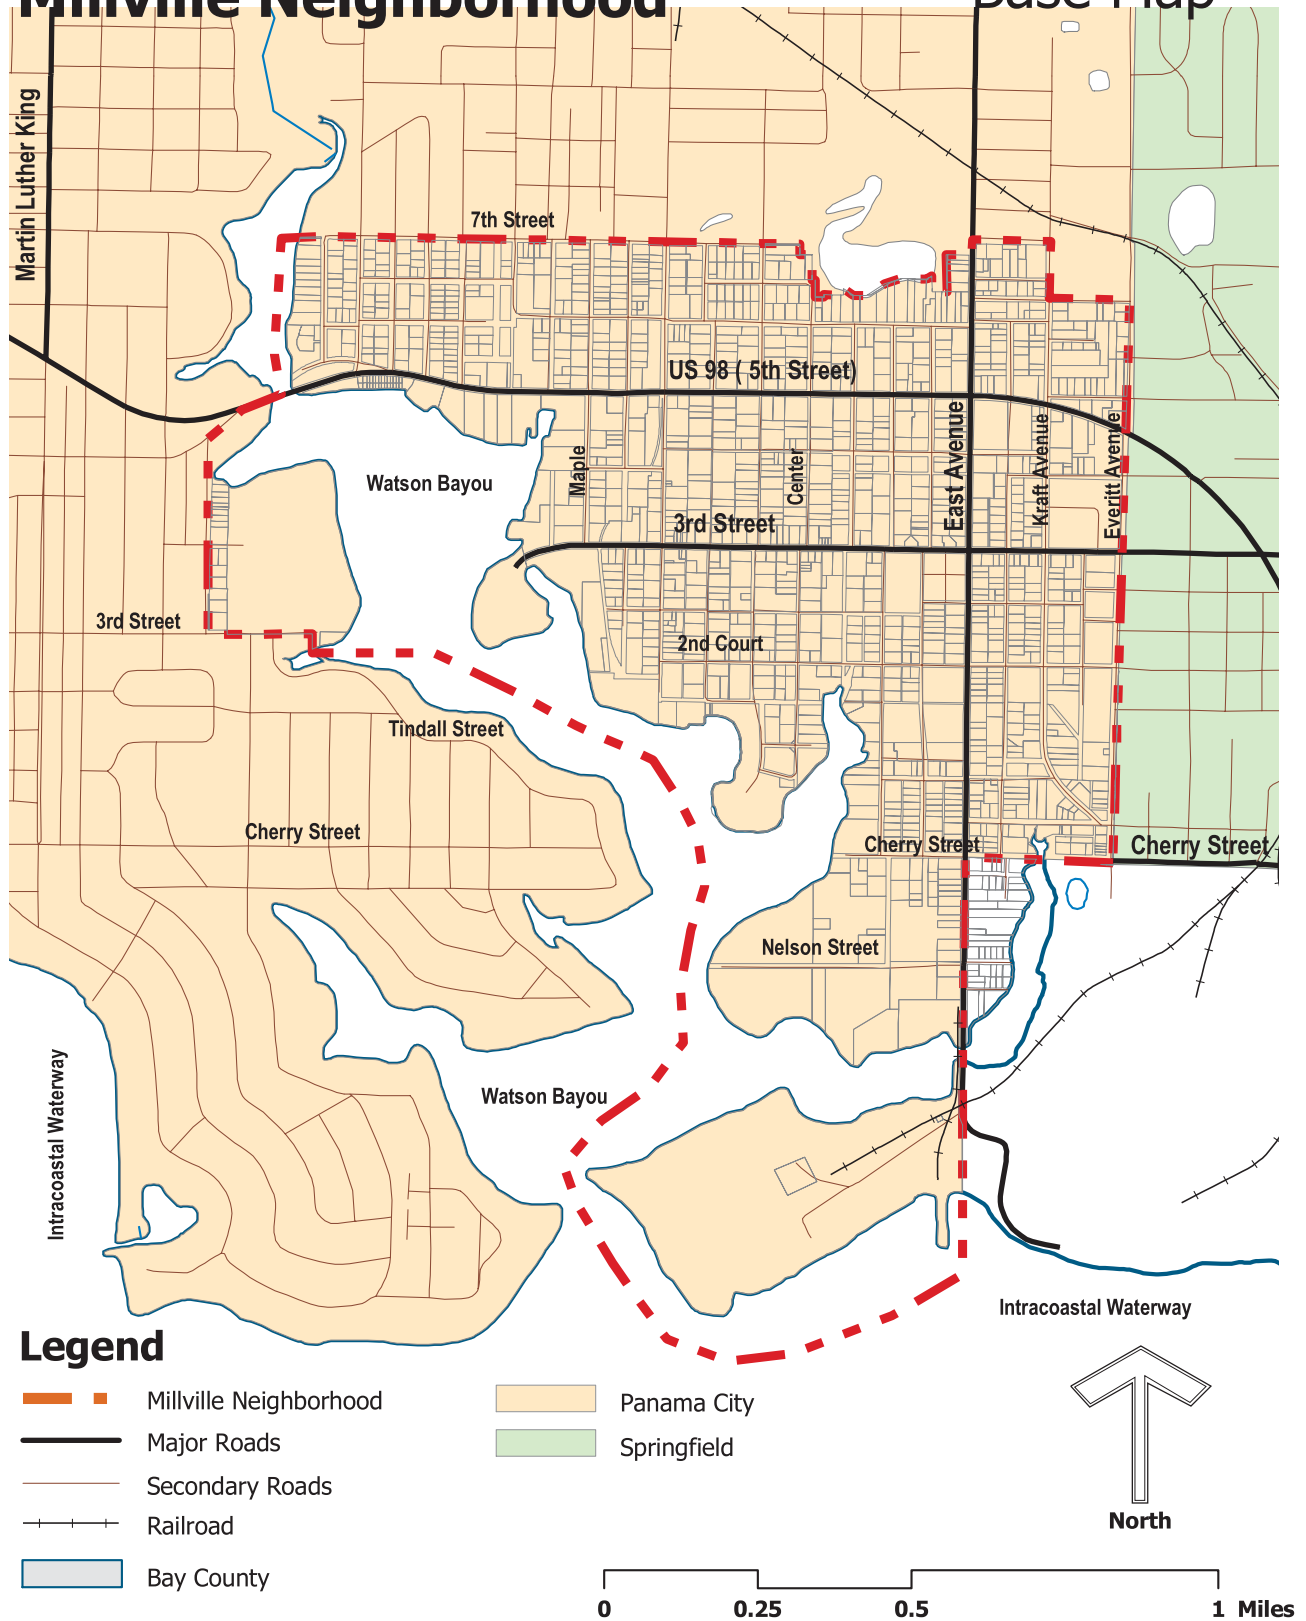 Millville Neighborhood
Base Map
Martin Luther King
7th Street
US 98 ( 5th Street)
Watson Bayou
Maple
Center
East Avenue
Kraft Avenue
Everitt Avenue
3rd Street
3rd Street
2nd Court
Tindall Street
Cherry Street
Cherry Street
Cherry Street
Nelson Street
Intracoastal Waterway
Watson Bayou
Intracoastal Waterway
Legend
Millville Neighborhood
Major Roads
Secondary Roads
Railroad
Bay County
Panama City
Springfield
North
0 0.25 0.5 1 Miles